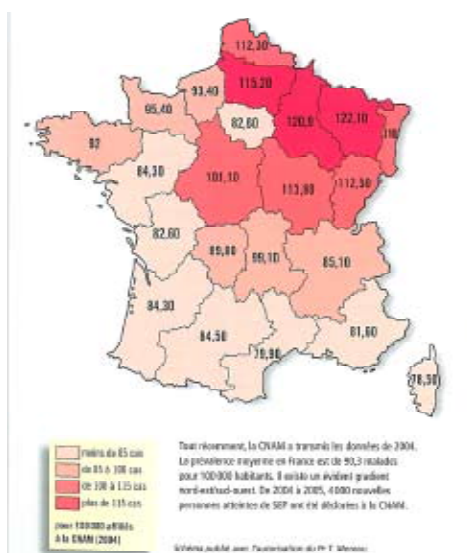 112,30
115,20
93,40
95,40
82,60
120,9
122,10
92
84,30
101,10
113,80
112,30
82,60
89,80
99,10
85,10
84,30
84,50
79,90
81,60
78,50
moins de 85 cas
de 85 à 100 cas
de 100 à 115 cas
plus de 115 cas
pour 100 000 affiliés
à la CNAM (2004)
Tout récemment, la CNAM a transmis les données de 2004.
La prévalence moyenne en France est de 90,3 malades
pour 100 000 habitants. Il existe un évident gradient
nord-est/sud-ouest. De 2004 à 2005, 4 000 nouvelles
personnes atteintes de SEP ont été déclarées à la CNAM.
Schéma publié avec l'autorisation du Pr T.